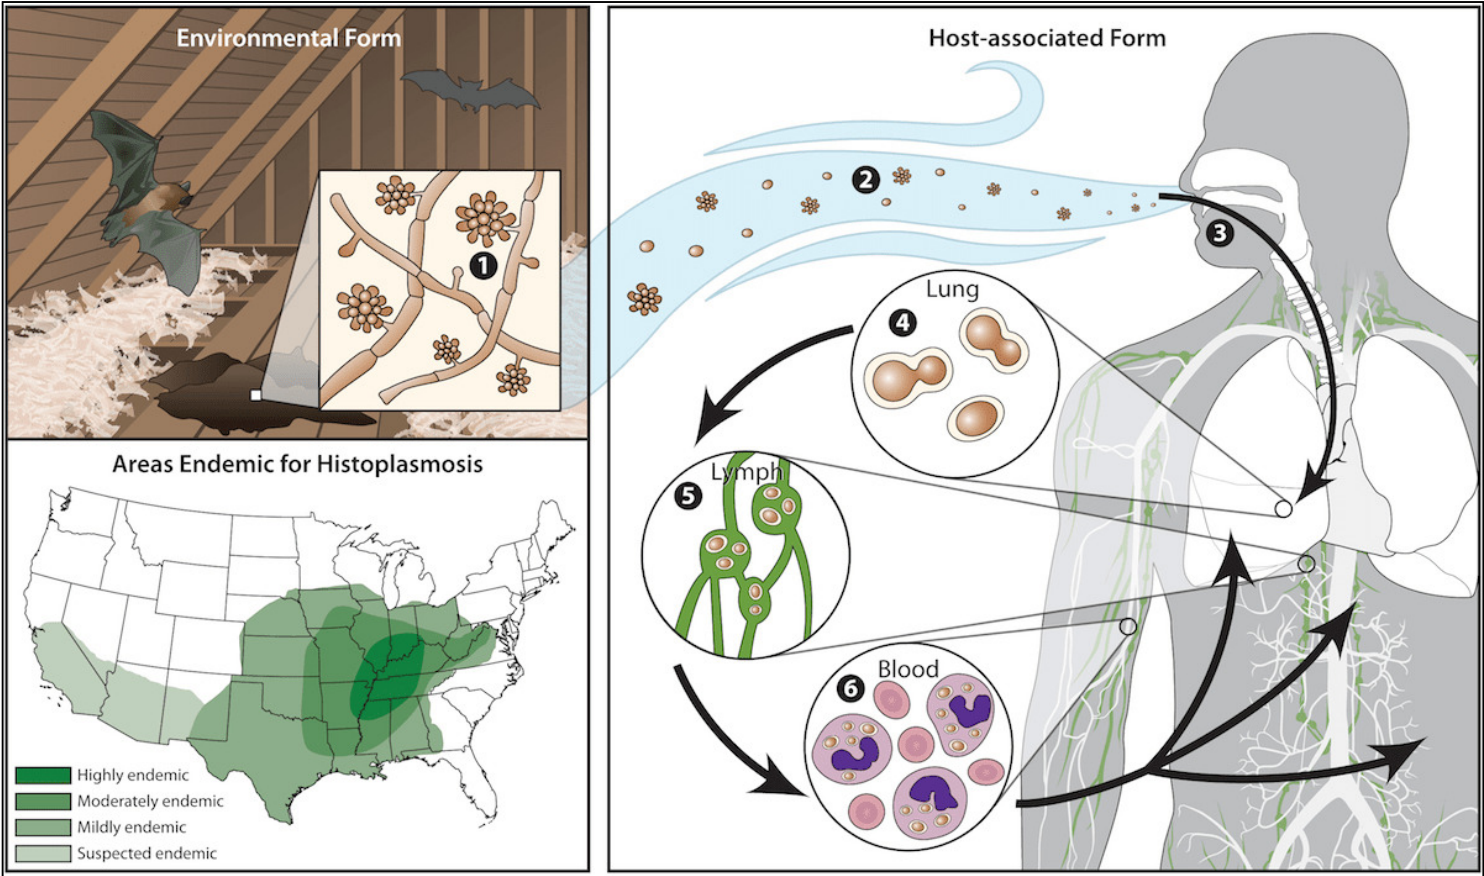 Environmental Form
1
Areas Endemic for Histoplasmosis
Highly endemic
Moderately endemic
Mildly endemic
Suspected endemic
Host-associated Form
2
3
Lung
4
Lymph
5
Blood
6